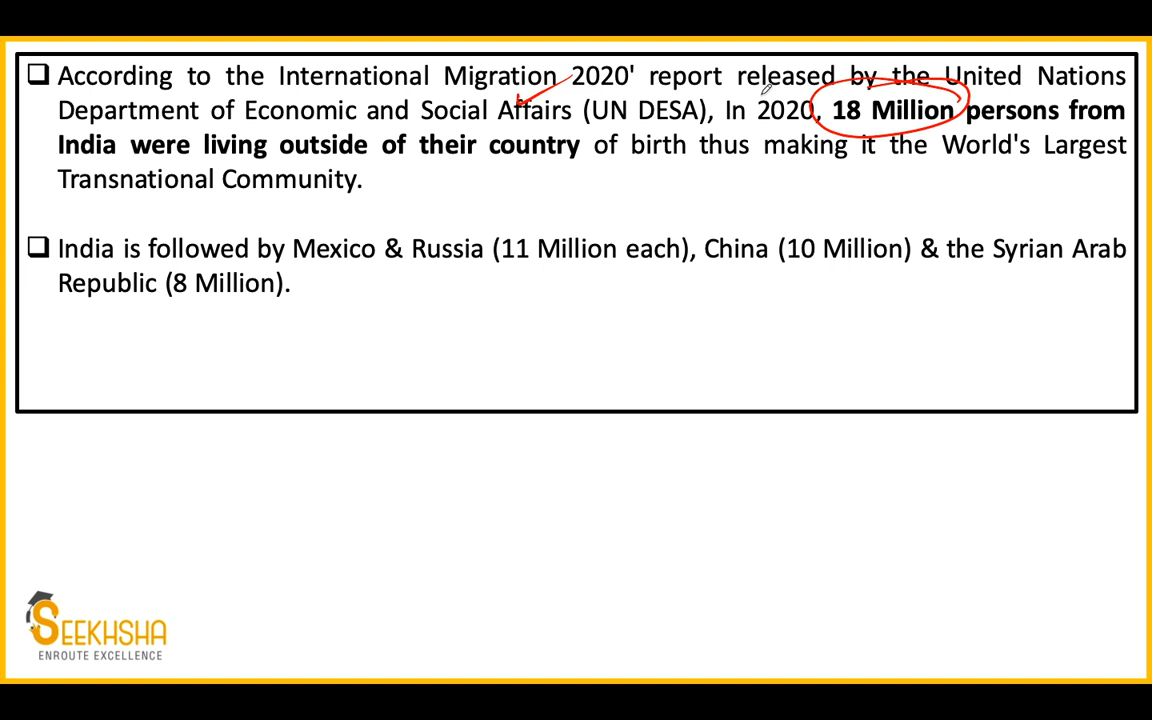 ❑ According to the International Migration 2020' report released by the United Nations
Department of Economic and Social Affairs (UN DESA), In 2020, 18 Million persons from
India were living outside of their country of birth thus making it the World's Largest
Transnational Community.
❑ India is followed by Mexico & Russia (11 Million each), China (10 Million) & the Syrian Arab
Republic (8 Million).
SEEKHSHA
ENROUTE EXCELLENCE